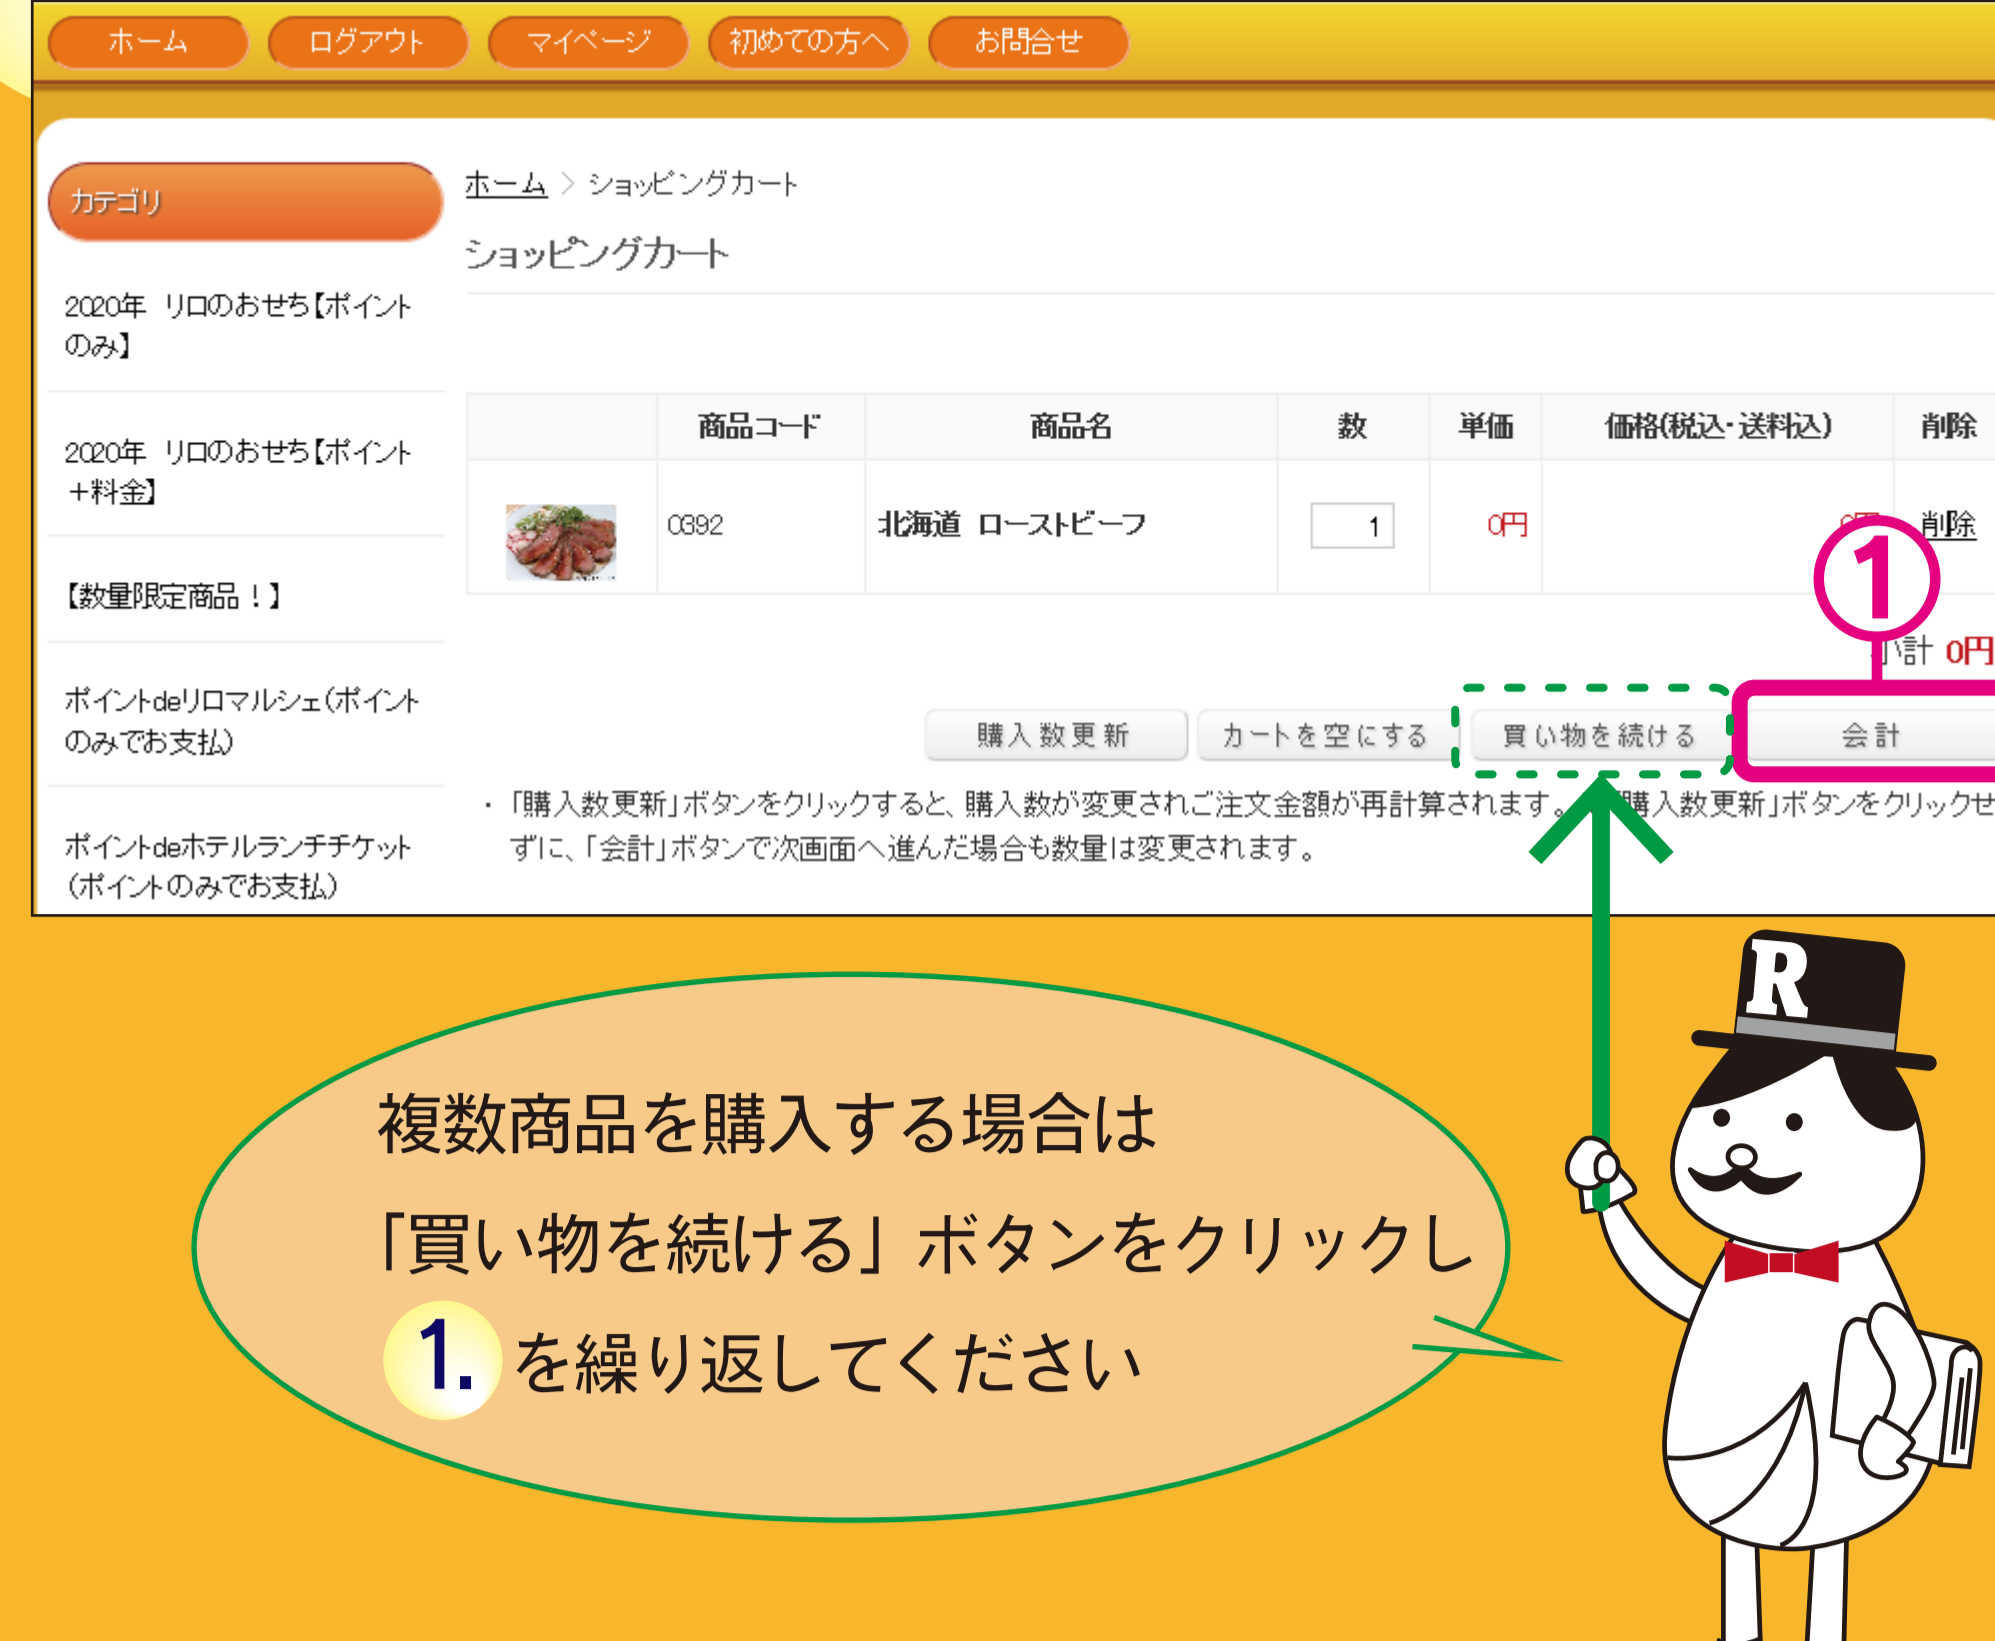 ホーム ログアウト マイページ 初めての方へ お問合せ
カテゴリ
2020年 リロのおせち【ポイント
のみ】
2020年 リロのおせち【ポイント
+料金】
【数量限定商品！】
ポイントdeリロマルシェ(ポイント
のみでお支払)
ポイントdeホテルランチチケット
(ポイントのみでお支払)
ホーム > ショッピングカート
ショッピングカート
商品コード 商品名 数 単価 価格(税込・送料込) 削除
0392 北海道 ローストビーフ 1 0円 0円 削除
1
小計 0円
購入数更新 カートを空にする 買い物を続ける 会計
・「購入数更新」ボタンをクリックすると、購入数が変更されご注文金額が再計算されます。「購入数更新」ボタンをクリックせ
ずに、「会計」ボタンで次画面へ進んだ場合も数量は変更されます。
R
複数商品を購入する場合は
「買い物を続ける」ボタンをクリックし
1. を繰り返してください